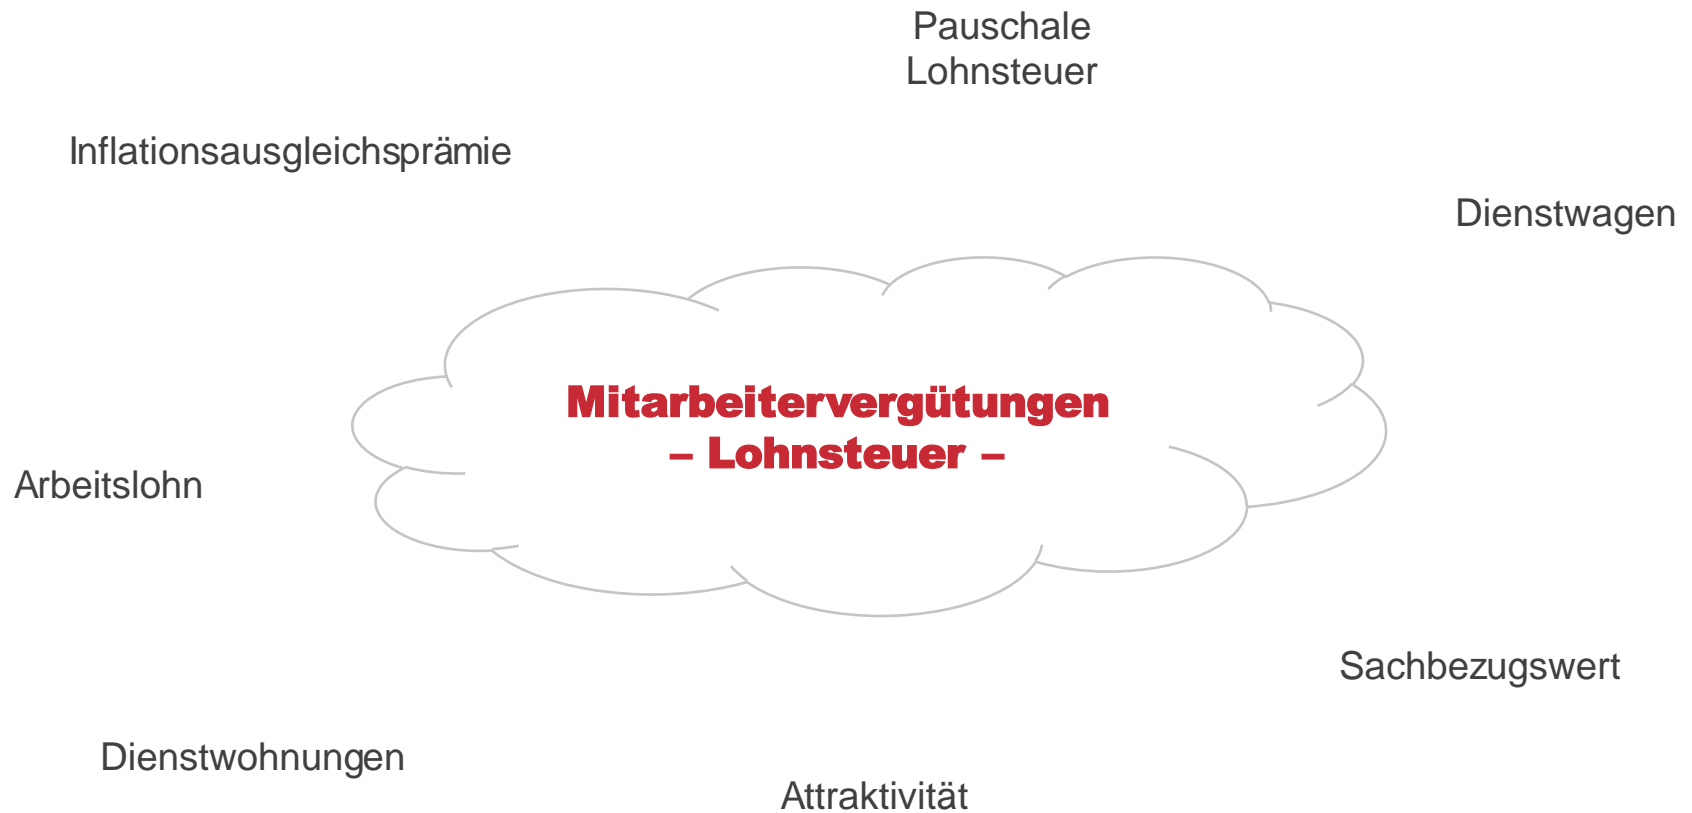 Pauschale
Lohnsteuer
Inflationsausgleichsprämie
Dienstwagen
Mitarbeitervergütungen
– Lohnsteuer –
Arbeitslohn
Sachbezugswert
Dienstwohnungen
Attraktivität